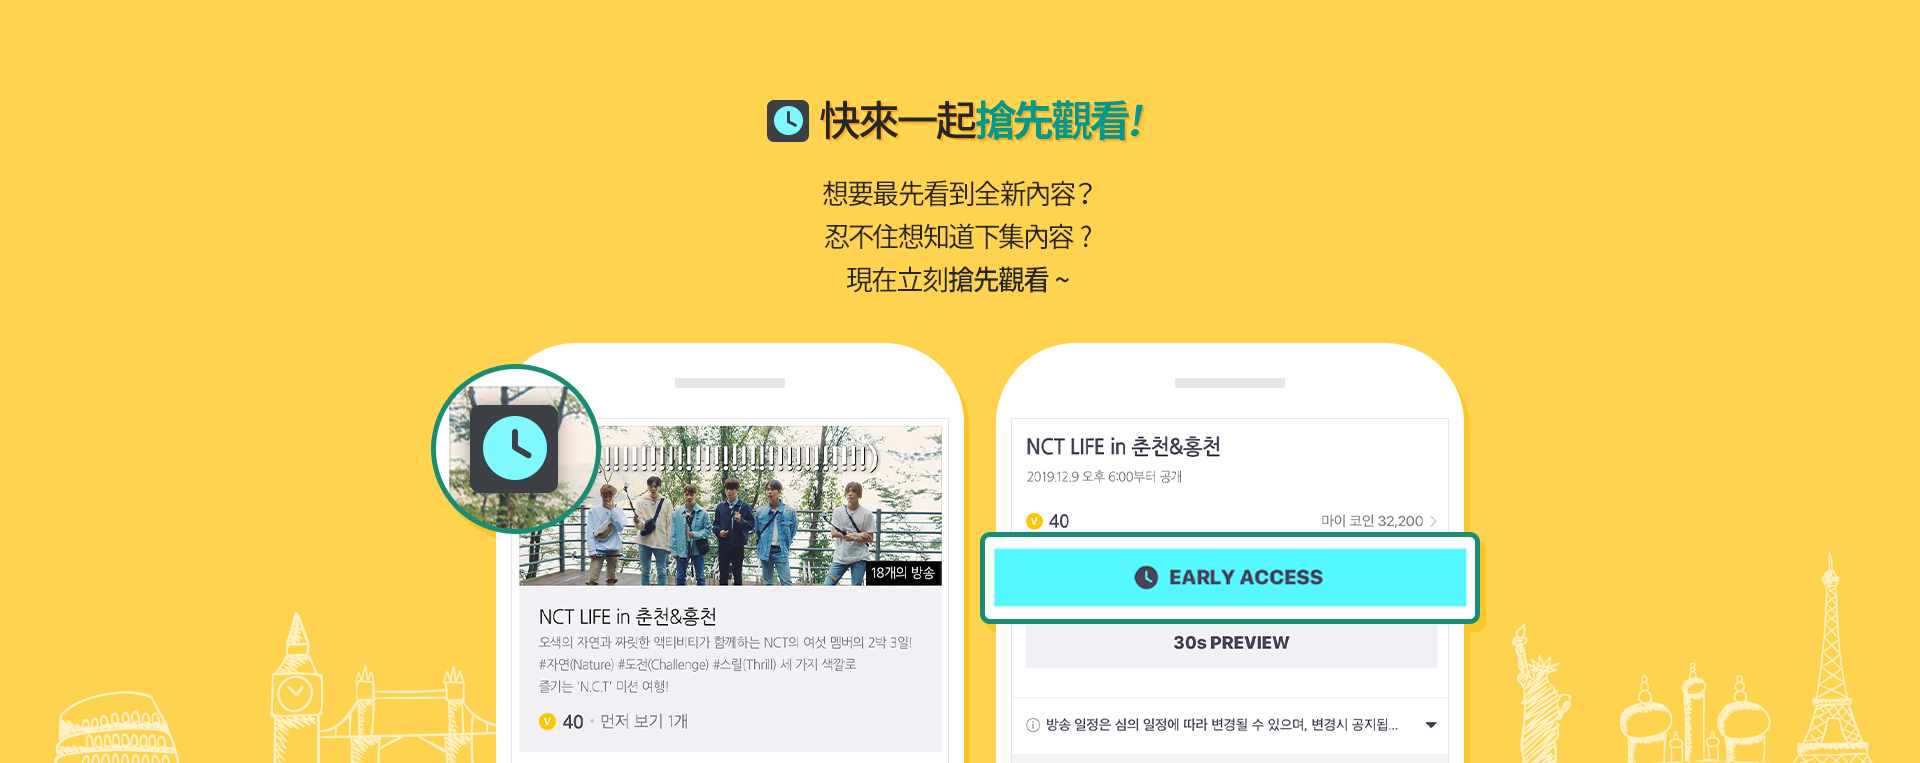 快來一起搶先觀看!
想要最先看到全新內容?
忍不住想知道下集內容?
現在立刻搶先觀看~
18개의 방송
NCT LIFE in 춘천&홍천
오색의 자연과 짜릿한 액티비티가 함께하는 NCT의 여섯 멤버의 2박 3일!
#자연(Nature) #도전(Challenge) #스릴(Thrill) 세 가지 색깔로
즐기는 'N.C.T' 미션 여행!
V 40 • 먼저 보기 1개
NCT LIFE in 춘천&홍천
2019.12.9 오후 6:00부터 공개
V 40
마이 코인 32,200 >
EARLY ACCESS
30s PREVIEW
방송 일정은 심의 일정에 따라 변경될 수 있으며, 변경시 공지됩...